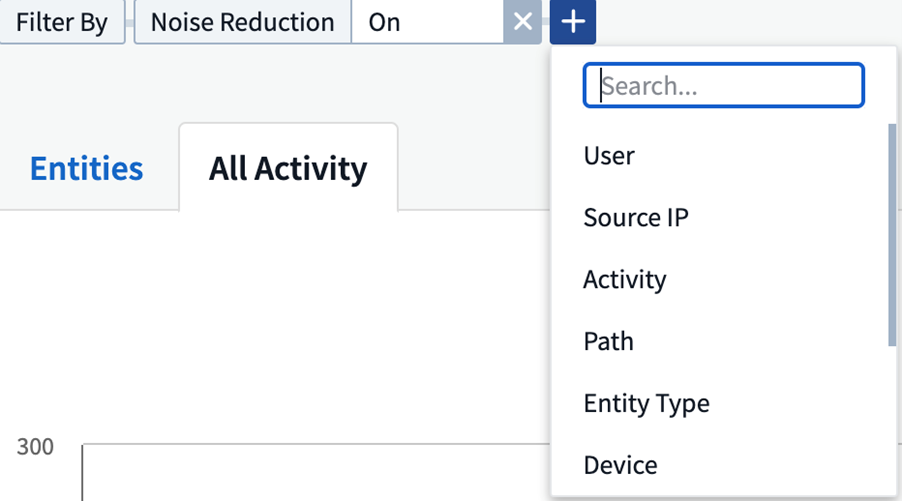 Filter By Noise Reduction On
Search...
User
Entities All Activity
Source IP
Activity
Path
Entity Type
300
Device